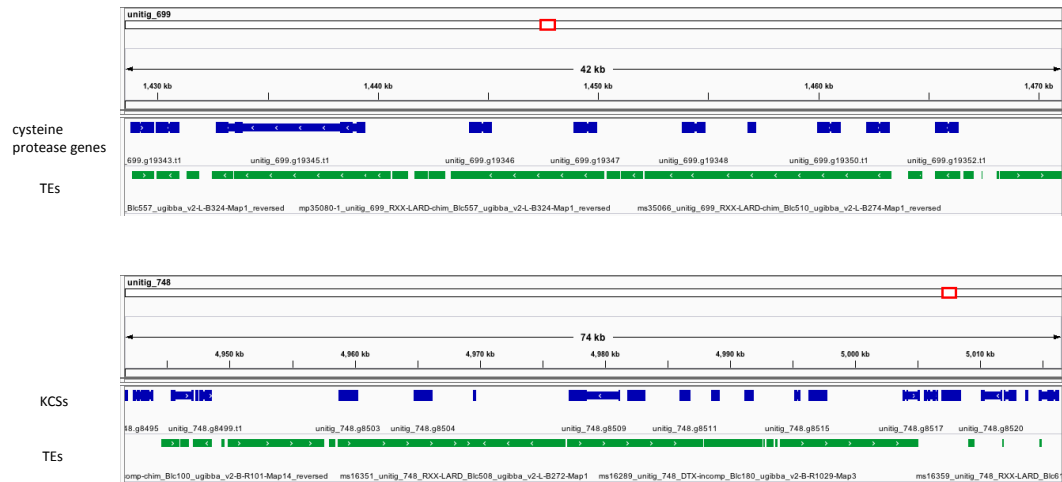 unitig_699
42 kb
1,430 kb 1,440 kb 1,450 kb 1,460 kb 1,470 kb
cysteine
protease genes
_699.g19343.t1 unitig_699.g19345.t1 unitig_699.g19346 unitig_699.g19347 unitig_699.g19348 unitig_699.g19350.t1 unitig_699.g19352.t1
TEs
_Blc557_ugibba_v2-L-B324-Map1_reversed mp35080-1_unitig_699_RXX-LARD-chim_Blc557_ugibba_v2-L-B324-Map1_reversed ms35066_unitig_699_RXX-LARD-chim_Blc510_ugibba_v2-L-B274-Map1_reversed
unitig_748
74 kb
4,950 kb 4,960 kb 4,970 kb 4,980 kb 4,990 kb 5,000 kb 5,010 kb
KCSs
48.g8495 unitig_748.g8499.t1 unitig_748.g8503 unitig_748.g8504 unitig_748.g8509 unitig_748.g8511 unitig_748.g8515 unitig_748.g8517 unitig_748.g8520
TEs
omp-chim_Blc100_ugibba_v2-B-R101-Map14_reversed ms16351_unitig_748_RXX-LARD_Blc508_ugibba_v2-L-B272-Map1 ms16289_unitig_748_DTX-incomp_Blc180_ugibba_v2-B-R1029-Map3 ms16359_unitig_748_RXX-LARD_Blc61